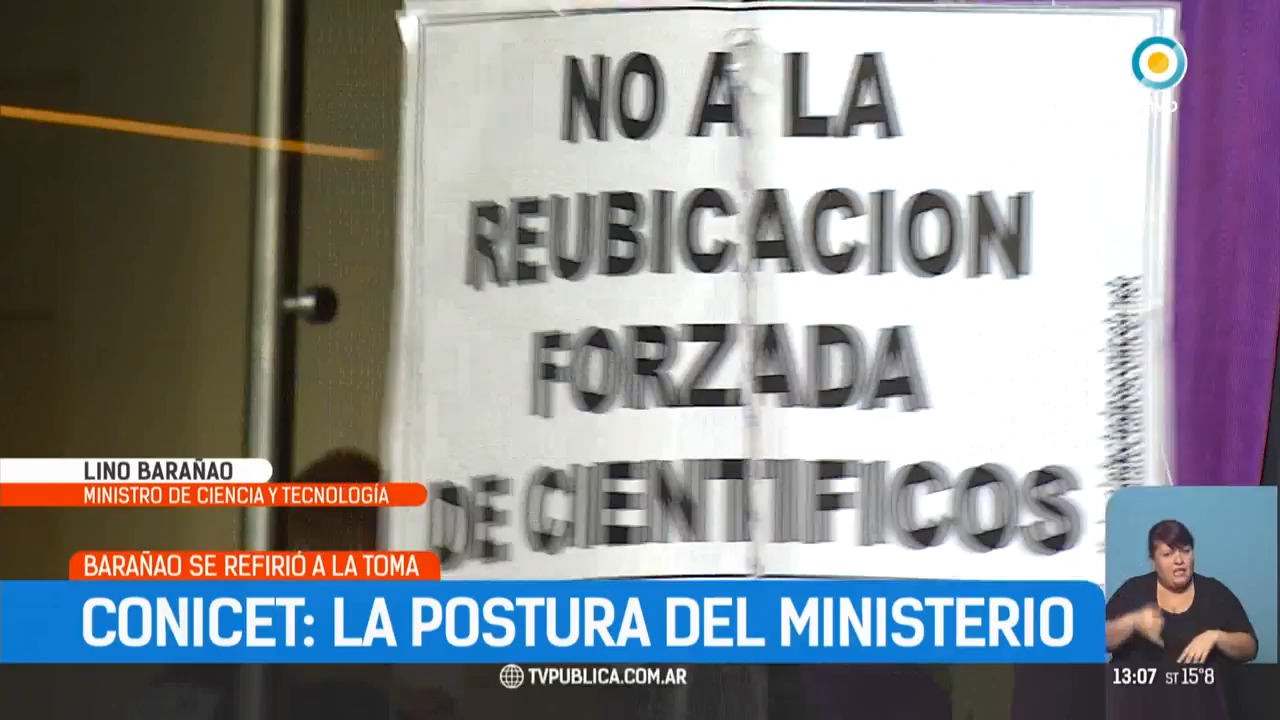 NO A LA
REUBICACION
FORZADA
DE CIENTIFICOS
LINO BARAÑAO
MINISTRO DE CIENCIA Y TECNOLOGÍA
BARAÑAO SE REFIRIÓ A LA TOMA
CONICET: LA POSTURA DEL MINISTERIO
TVPUBLICA.COM.AR
13:07 ST 15°8